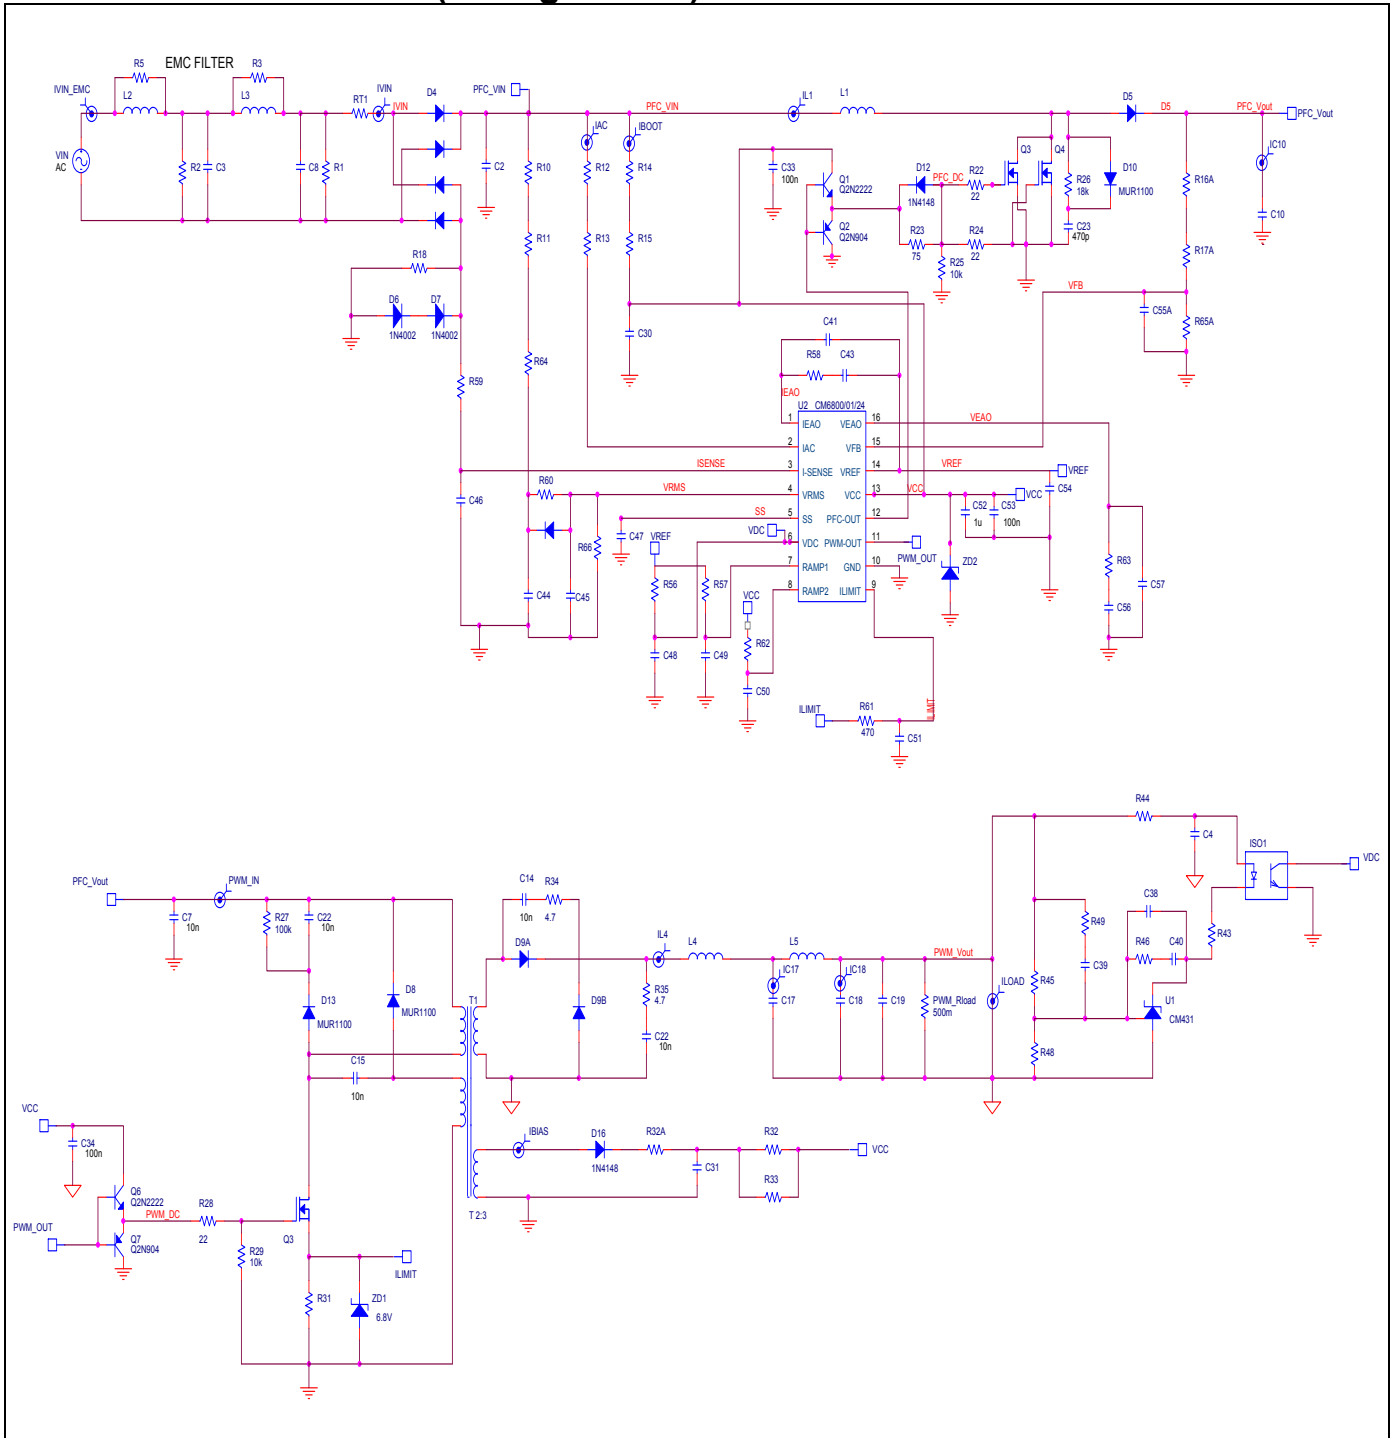 EMC FILTER
R5
R3
IVIN_EMC
L2
L3
RT1
IVIN
IVIN
D4
PFC_VIN
PFC_VIN
IL1
L1
D5
D5
PFC_Vout
PFC_Vout
VIN
AC
R2
C3
C8
R1
C2
R10
IAC
R12
IBOOT
R14
C33
100n
Q1
Q2N2222
D12
1N4148
PFC_DC
R22
22
Q3
Q4
R26
18k
D10
MUR1100
R16A
IC10
C10
R11
R13
R15
Q2
Q2N904
R23
75
R24
22
R25
10k
C23
470p
R17A
R18
D6
1N4002
D7
1N4002
C30
VFB
C55A
R65A
R59
R64
C41
R58
C43
IEAO
U2
CM6800/01/24
1
IEAO
VEAO
16
VEAO
2
IAC
VFB
15
ISENSE
3
I-SENSE
VREF
14
VREF
VREF
VRMS
4
VRMS
VCC
13
VCC
VCC
SS
5
SS
PFC-OUT
12
VDC
6
VDC
PWM-OUT
11
PWM_OUT
7
RAMP1
GND
10
8
RAMP2
ILIMIT
9
C46
R60
R66
C44
C45
C47
VREF
R56
R57
C48
C49
VCC
R62
C50
C52
1u
C53
100n
C54
ZD2
R63
C57
C56
ILIMIT
R61
470
C51
ILIMIT
R44
C4
ISO1
VDC
PFC_Vout
C7
10n
PWM_IN
R27
100k
C22
10n
D13
MUR1100
D8
MUR1100
T1
C14
10n
R34
4.7
D9A
D9B
IL4
L4
L5
R35
4.7
C22
10n
IC17
C17
IC18
C18
C19
PWM_Vout
PWM_Rload
500m
ILOAD
R45
R48
R49
C39
C38
R46
C40
R43
U1
CM431
C15
10n
VCC
C34
100n
Q6
Q2N2222
PWM_DC
R28
22
PWM_OUT
Q7
Q2N904
R29
10k
Q3
R31
ZD1
6.8V
ILIMIT
T 2:3
IBIAS
D16
1N4148
R32A
C31
R32
R33
VCC